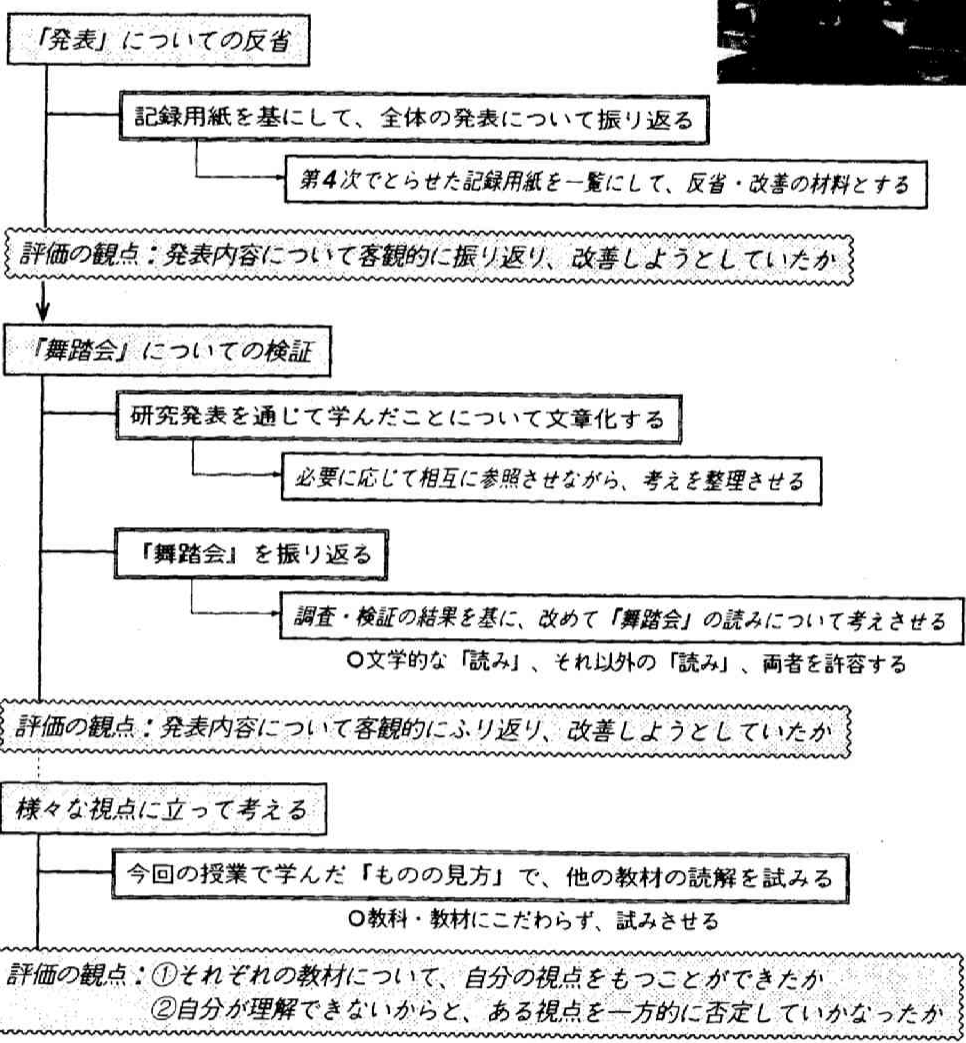 「発表」についての反省
記録用紙を基にして、全体の発表について振り返る
第4次でとらせた記録用紙を一覧にして、反省・改善の材料とする
評価の観点：発表内容について客観的に振り返り、改善しようとしていたか
『舞踏会』についての検証
研究発表を通じて学んだことについて文章化する
必要に応じて相互に参照させながら、考えを整理させる
『舞踏会』を振り返る
調査・検証の結果を基に、改めて『舞踏会』の読みについて考えさせる
○文学的な「読み」、それ以外の「読み」、両者を許容する
評価の観点：発表内容について客観的にふり返り、改善しようとしていたか
様々な視点に立って考える
今回の授業で学んだ『ものの見方』で、他の教材の読解を試みる
○教科・教材にこだわらず、試みさせる
評価の観点：①それぞれの教材について、自分の視点をもつことができたか
②自分が理解できないからと、ある視点を一方的に否定していかなったか